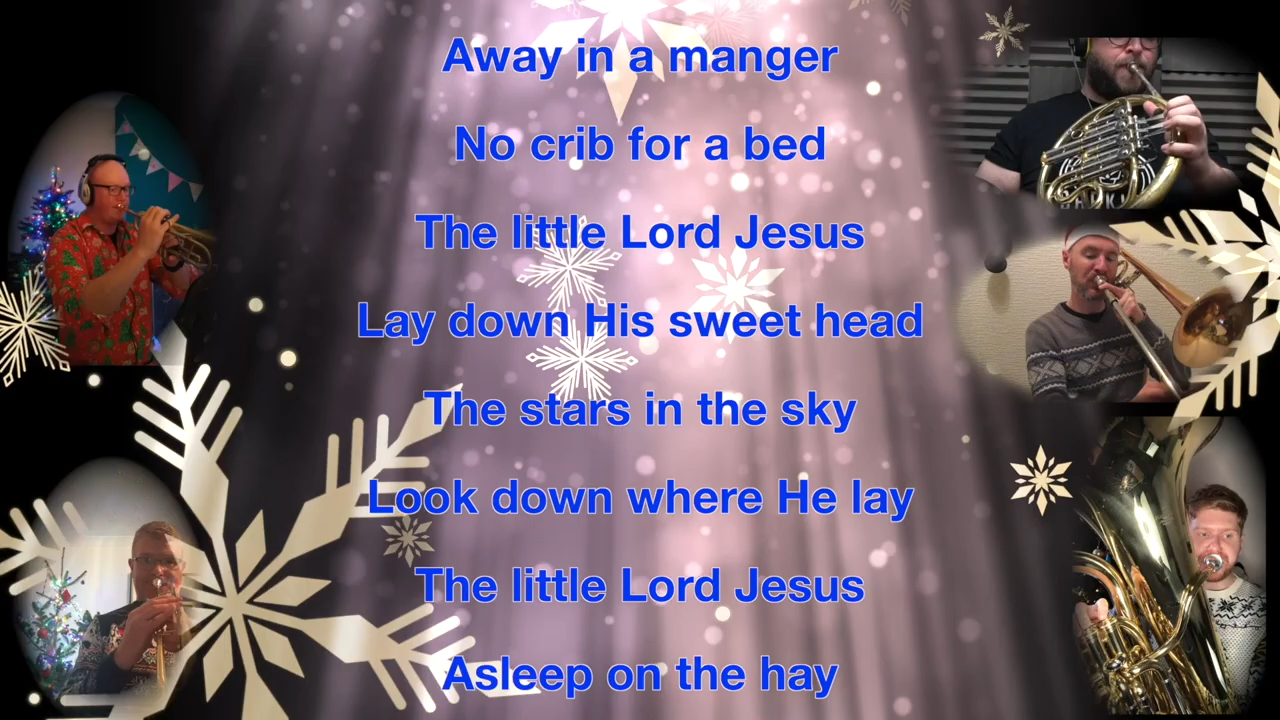 Away in a manger
No crib for a bed
The little Lord Jesus
Lay down His sweet head
The stars in the sky
Look down where He lay
The little Lord Jesus
Asleep on the hay